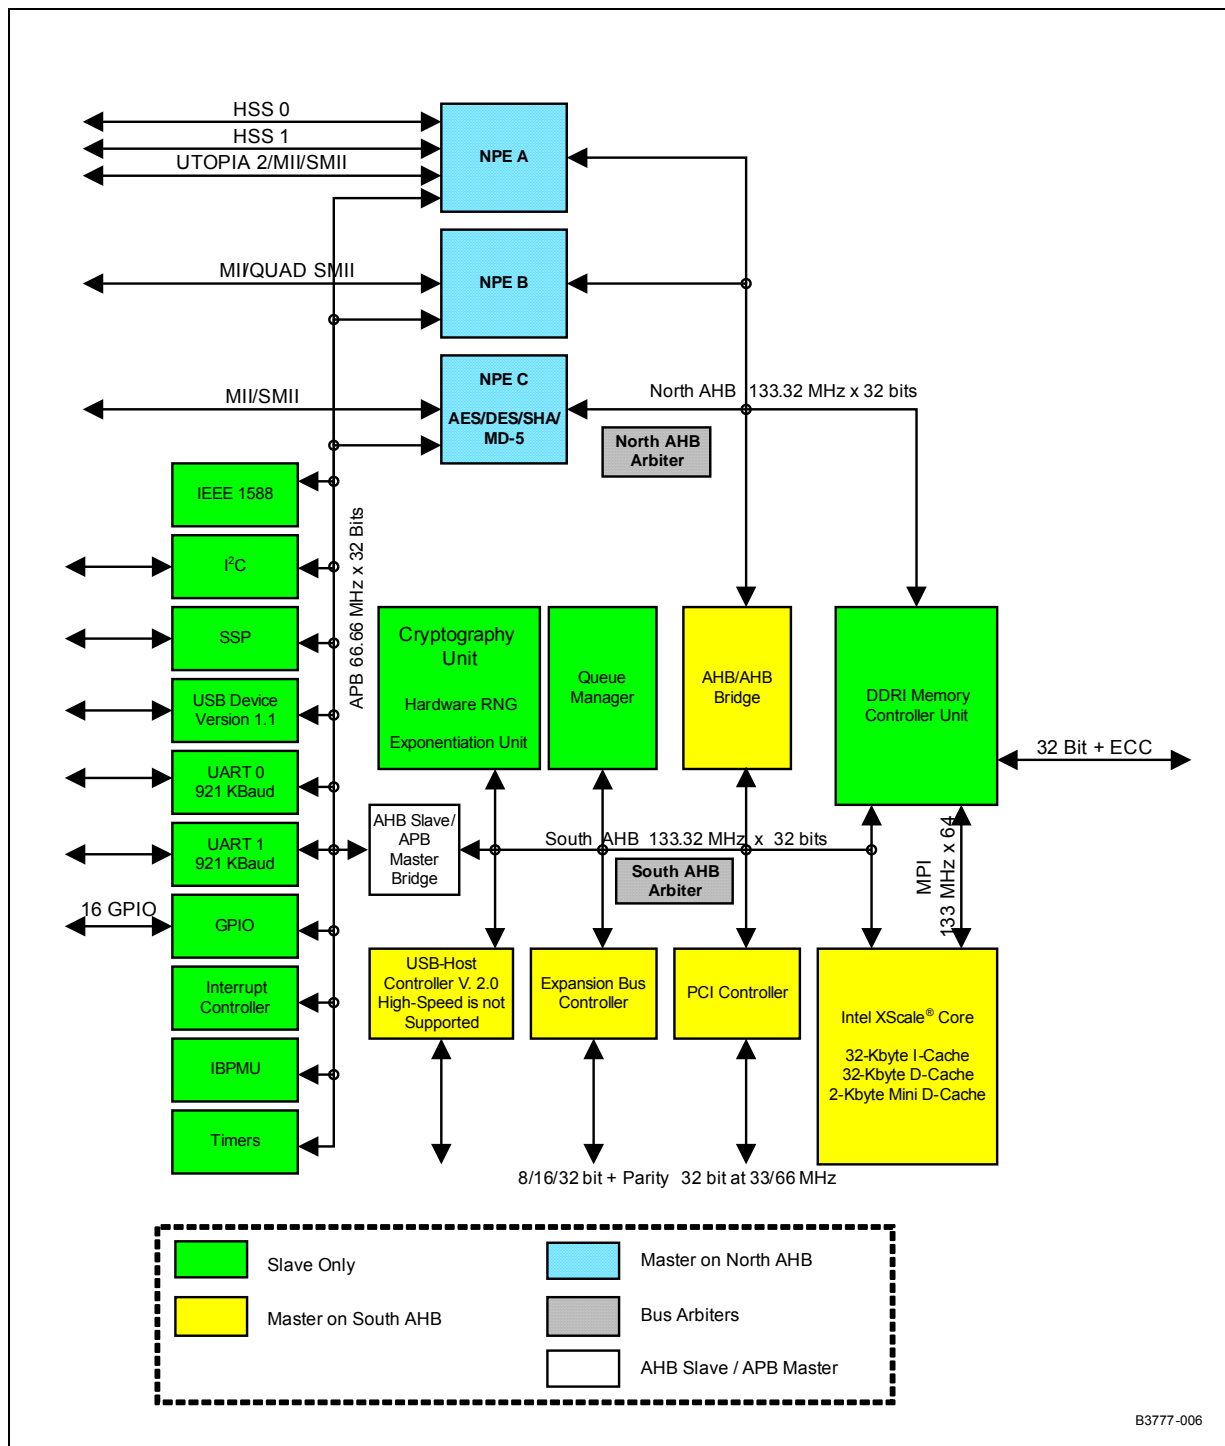 HSS 0
HSS 1
UTOPIA 2/MII/SMII
NPE A
MII/QUAD SMII
NPE B
MII/SMII
NPE C
AES/DES/SHA/
MD-5
North AHB 133.32 MHz x 32 bits
North AHB
Arbiter
IEEE 1588
I²C
SSP
USB Device
Version 1.1
UART 0
921 KBaud
UART 1
921 KBaud
16 GPIO
GPIO
Interrupt
Controller
IBPMU
Timers
APB 66.66 MHz x 32 Bits
Cryptography
Unit
Hardware RNG
Exponentiation Unit
Queue
Manager
AHB/AHB
Bridge
DDRI Memory
Controller Unit
32 Bit + ECC
AHB Slave/
APB
Master
Bridge
South AHB 133.32 MHz x 32 bits
South AHB
Arbiter
MPI
133 MHz x 64
USB-Host
Controller V. 2.0
High-Speed is not
Supported
Expansion Bus
Controller
PCI Controller
Intel XScale® Core
32-Kbyte I-Cache
32-Kbyte D-Cache
2-Kbyte Mini D-Cache
8/16/32 bit + Parity
32 bit at 33/66 MHz
Slave Only
Master on South AHB
Master on North AHB
Bus Arbiters
AHB Slave / APB Master
B3777-006